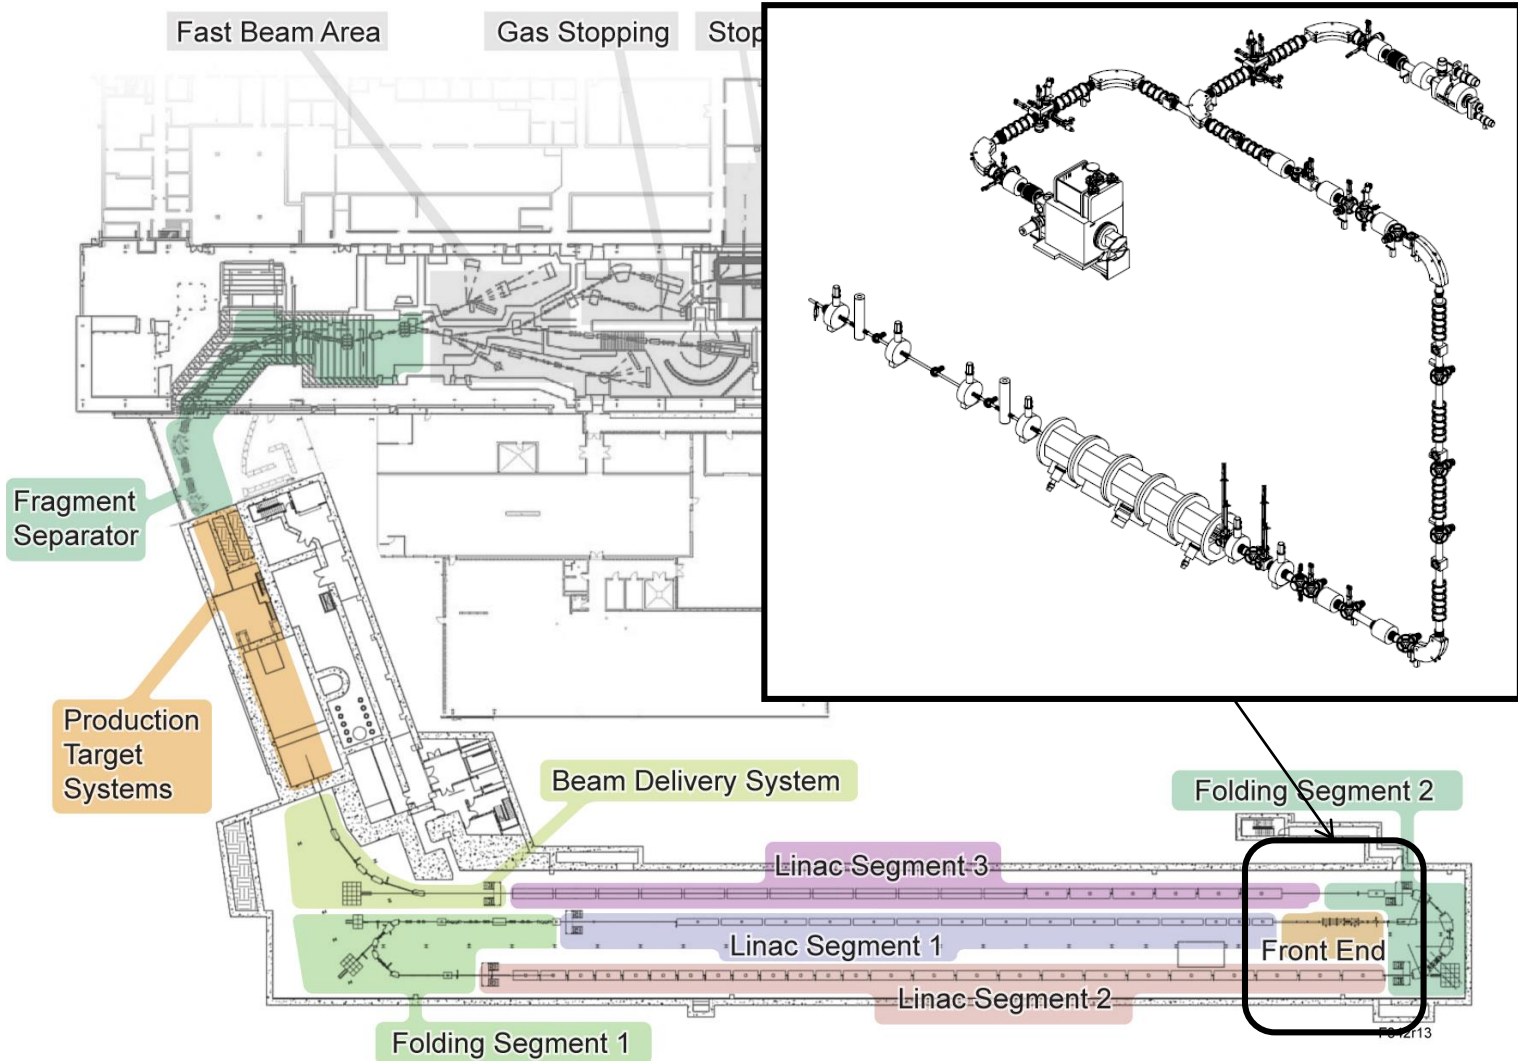 Fast Beam Area
Gas Stopping
Stop
Fragment
Separator
Production
Target
Systems
Beam Delivery System
Folding Segment 2
Linac Segment 3
Linac Segment 1
Front End
Linac Segment 2
Folding Segment 1